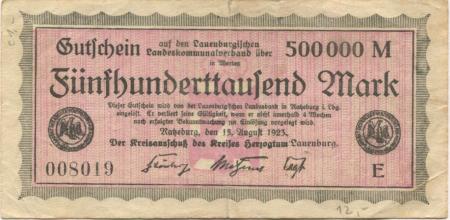 Gutschein auf den Lauenburgischen Landeskommunalverband über 500 000 M
in Worten
Fünfhunderttausend Mark
Dieser Gutschein wird von der Lauenburgischen Landesbank in Ratzeburg i. Lbg.
eingelöst. Er verliert seine Gültigkeit, wenn er nicht innerhalb 4 Wochen
nach erfolgter Bekanntmachung zur Einlösung vorgelegt wird.
Ratzeburg, den 15. August 1923.
Der Kreisausschuß des Kreises Herzogtum Lauenburg.
008019
E
12,-